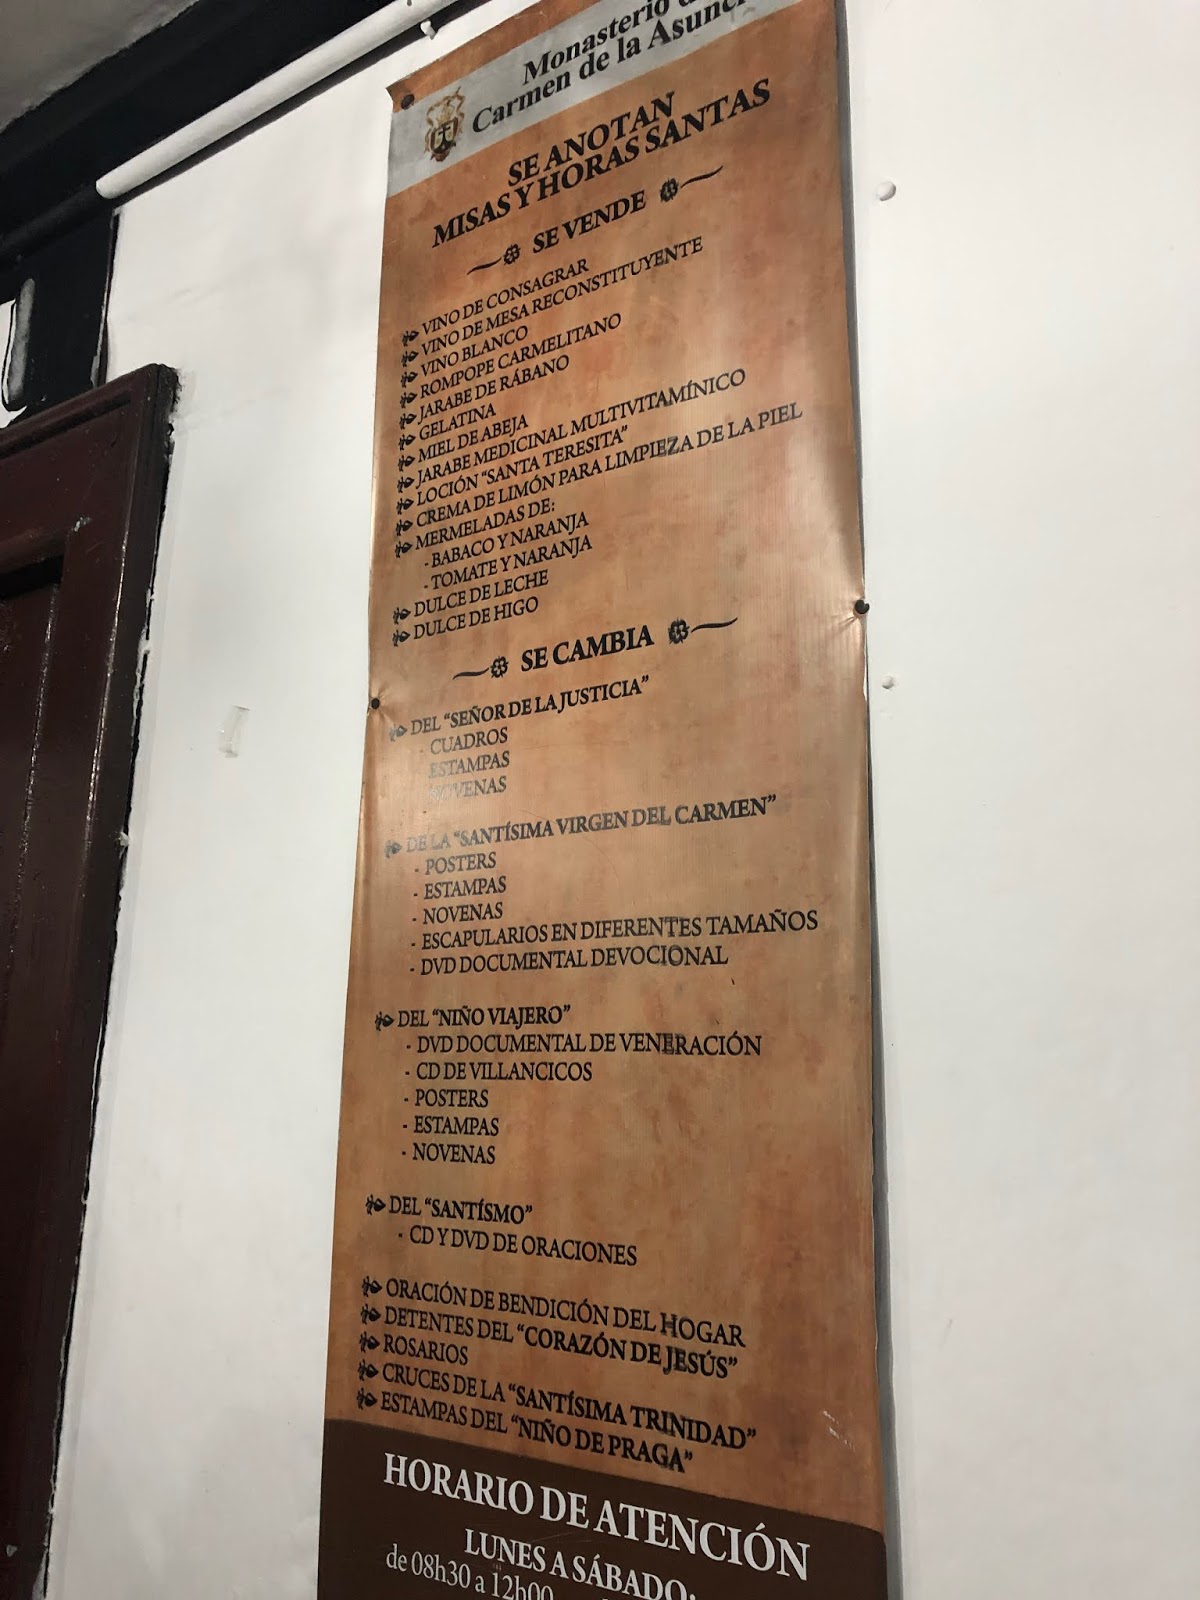 Monasterio
Carmen de la Asunc
SE ANOTAN
MISAS Y HORAS SANTAS
SE VENDE
VINO DE CONSAGRAR
VINO DE MESA RECONSTITUYENTE
VINO BLANCO
ROMPOPE CARMELITANO
JARABE DE RÁBANO
GELATINA
MIEL DE ABEJA
JARABE MEDICINAL MULTIVITAMÍNICO
LOCIÓN "SANTA TERESITA"
CREMA DE LIMÓN PARA LIMPIEZA DE LA PIEL
MERMELADAS DE:
- BABACO Y NARANJA
- TOMATE Y NARANJA
DULCE DE LECHE
DULCE DE HIGO
SE CAMBIA
DEL "SEÑOR DE LA JUSTICIA"
- CUADROS
ESTAMPAS
NOVENAS
DE LA "SANTÍSIMA VIRGEN DEL CARMEN"
- POSTERS
- ESTAMPAS
- NOVENAS
- ESCAPULARIOS EN DIFERENTES TAMAÑOS
- DVD DOCUMENTAL DEVOCIONAL
DEL "NIÑO VIAJERO"
- DVD DOCUMENTAL DE VENERACIÓN
- CD DE VILLANCICOS
- POSTERS
- ESTAMPAS
- NOVENAS
DEL "SANTÍSMO"
- CD Y DVD DE ORACIONES
ORACIÓN DE BENDICIÓN DEL HOGAR
DETENTES DEL "CORAZÓN DE JESÚS"
ROSARIOS
CRUCES DE LA "SANTÍSIMA TRINIDAD"
ESTAMPAS DEL "NIÑO DE PRAGA"
HORARIO DE ATENCIÓN
LUNES A SÁBADO:
de 08h30 a 12h00